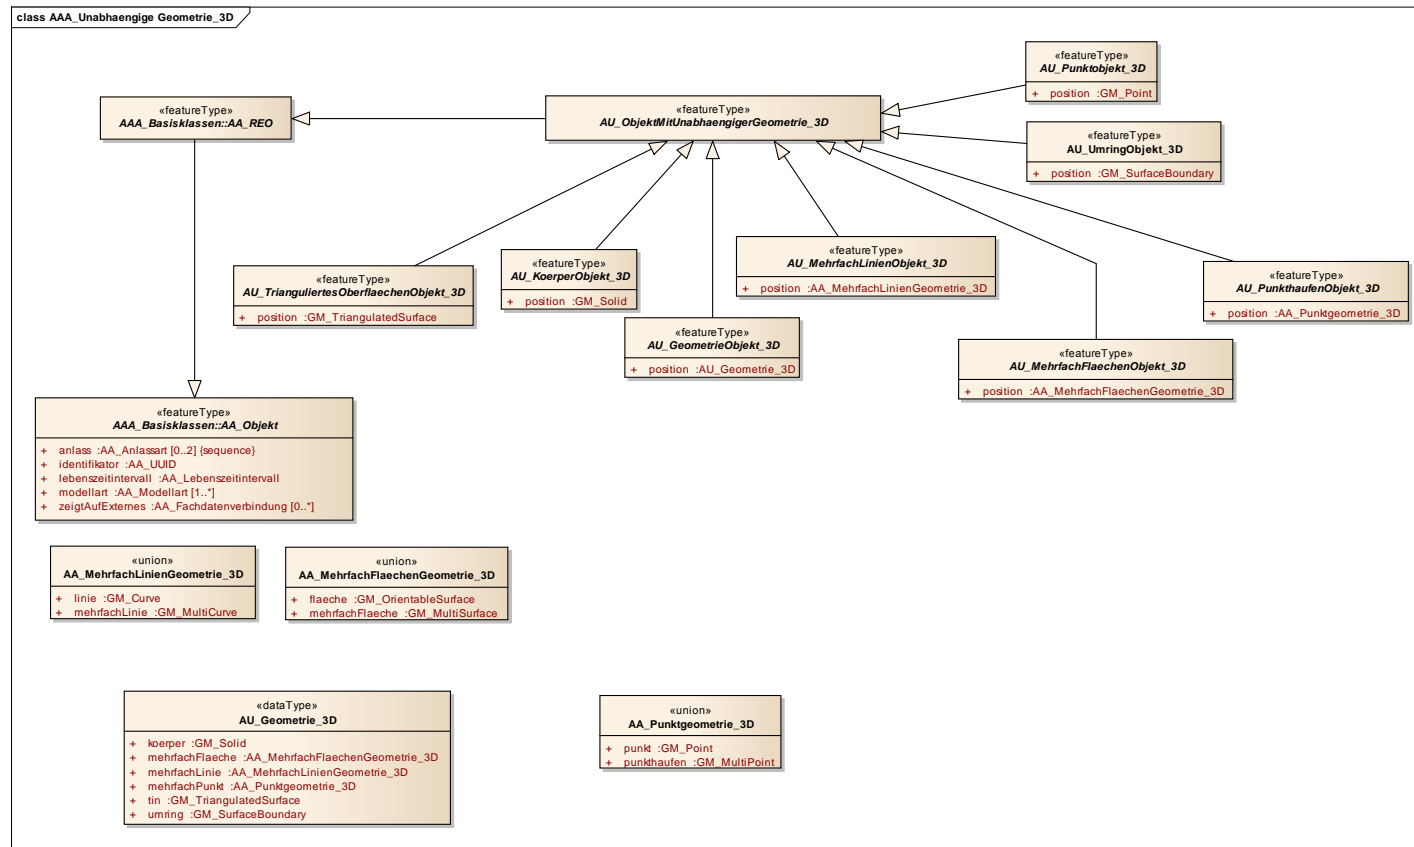 class AAA_Unabhaengige Geometrie_3D
«featureType»
AU_Punktobjekt_3D
+ position :GM_Point
«featureType»
AAA_Basisklassen::AA_REO
«featureType»
AU_ObjektMitUnabhaengigerGeometrie_3D
«featureType»
AU_UmringObjekt_3D
+ position :GM_SurfaceBoundary
«featureType»
AU_TrianguliertesOberflaechenObjekt_3D
+ position :GM_TriangulatedSurface
«featureType»
AU_KoerperObjekt_3D
+ position :GM_Solid
«featureType»
AU_MehrfachLinienObjekt_3D
+ position :AA_MehrfachLinienGeometrie_3D
«featureType»
AU_PunkthaufenObjekt_3D
+ position :AA_Punktgeometrie_3D
«featureType»
AU_GeometrieObjekt_3D
+ position :AU_Geometrie_3D
«featureType»
AU_MehrfachFlaechenObjekt_3D
+ position :AA_MehrfachFlaechenGeometrie_3D
«featureType»
AAA_Basisklassen::AA_Objekt
+ anlass :AA_Anlassart [0..2] {sequence}
+ identifikator :AA_UUID
+ lebenszeitintervall :AA_Lebenszeitintervall
+ modellart :AA_Modellart [1..*]
+ zeigtAufExternes :AA_Fachdatenverbindung [0..*]
«union»
AA_MehrfachLinienGeometrie_3D
+ linie :GM_Curve
+ mehrfachLinie :GM_MultiCurve
«union»
AA_MehrfachFlaechenGeometrie_3D
+ flaeche :GM_OrientableSurface
+ mehrfachFlaeche :GM_MultiSurface
«dataType»
AU_Geometrie_3D
+ koerper :GM_Solid
+ mehrfachFlaeche :AA_MehrfachFlaechenGeometrie_3D
+ mehrfachLinie :AA_MehrfachLinienGeometrie_3D
+ mehrfachPunkt :AA_Punktgeometrie_3D
+ tin :GM_TriangulatedSurface
+ umring :GM_SurfaceBoundary
«union»
AA_Punktgeometrie_3D
+ punkt :GM_Point
+ punkthaufen :GM_MultiPoint